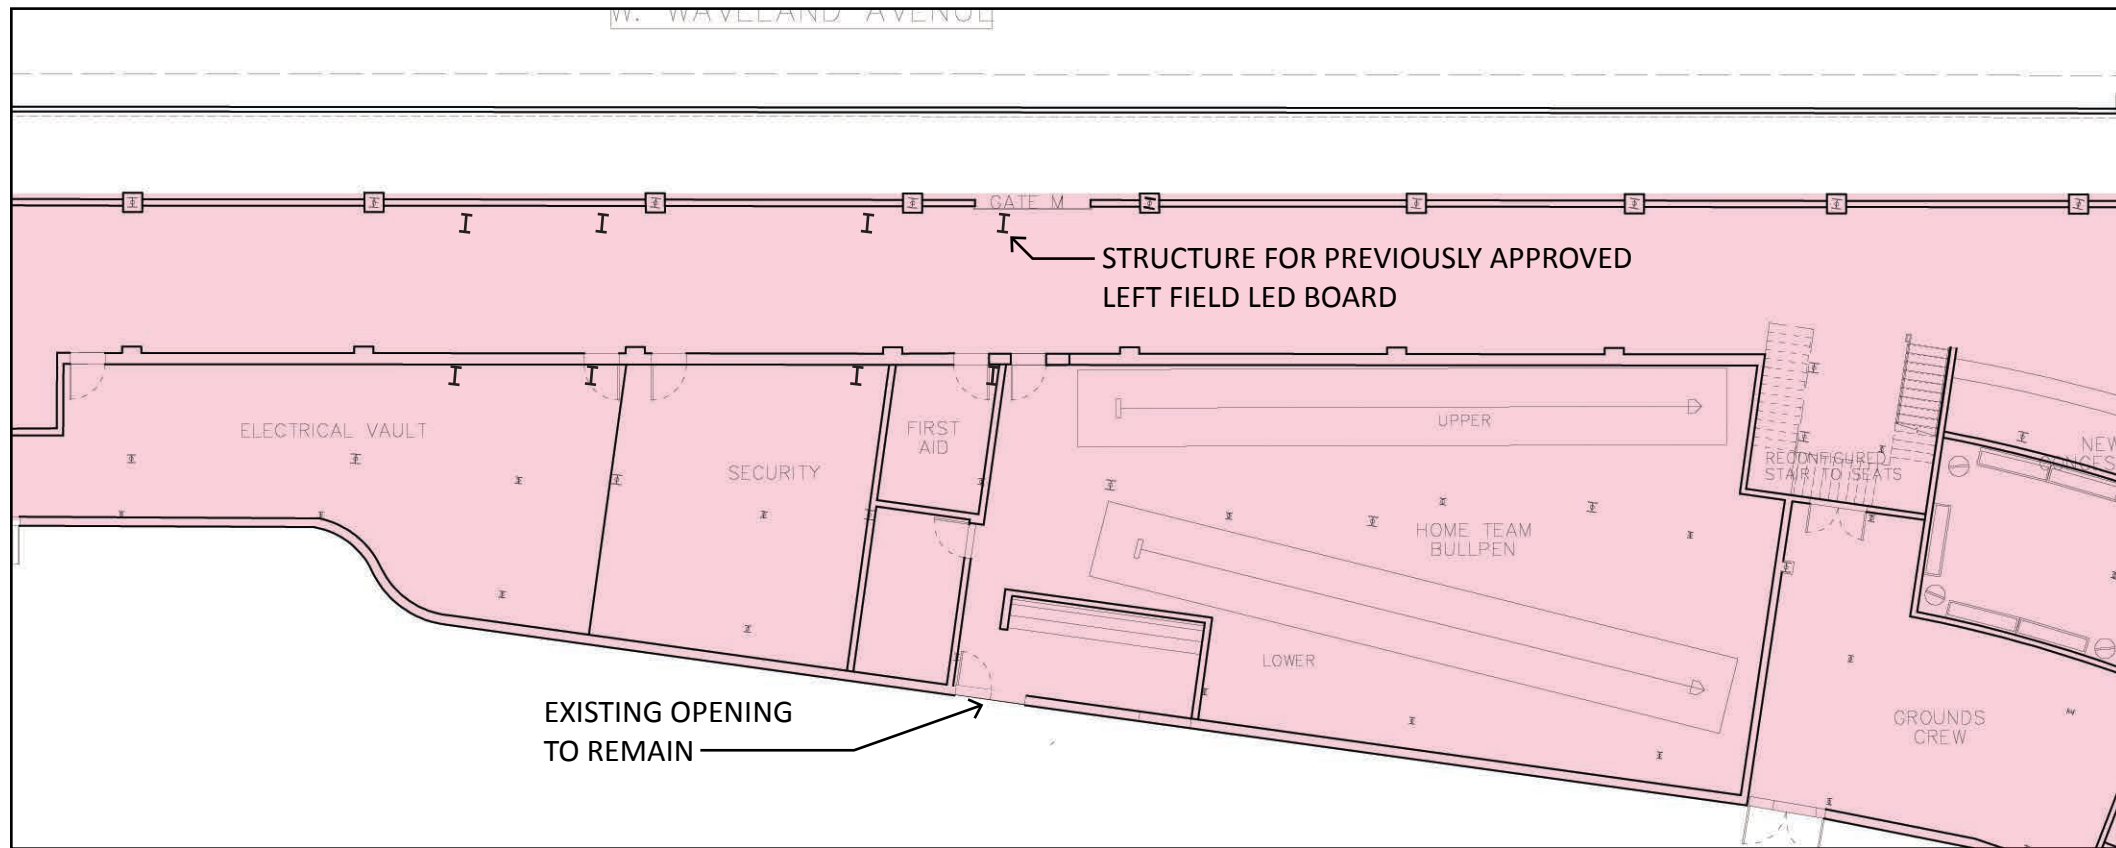 W. WAVELAND AVENUE
GATE M
STRUCTURE FOR PREVIOUSLY APPROVED
LEFT FIELD LED BOARD
ELECTRICAL VAULT
SECURITY
FIRST
AID
UPPER
HOME TEAM
BULLPEN
RECONFIGURED
STAIR TO SEATS
NEW
LOWER
EXISTING OPENING
TO REMAIN
GROUNDS
CREW